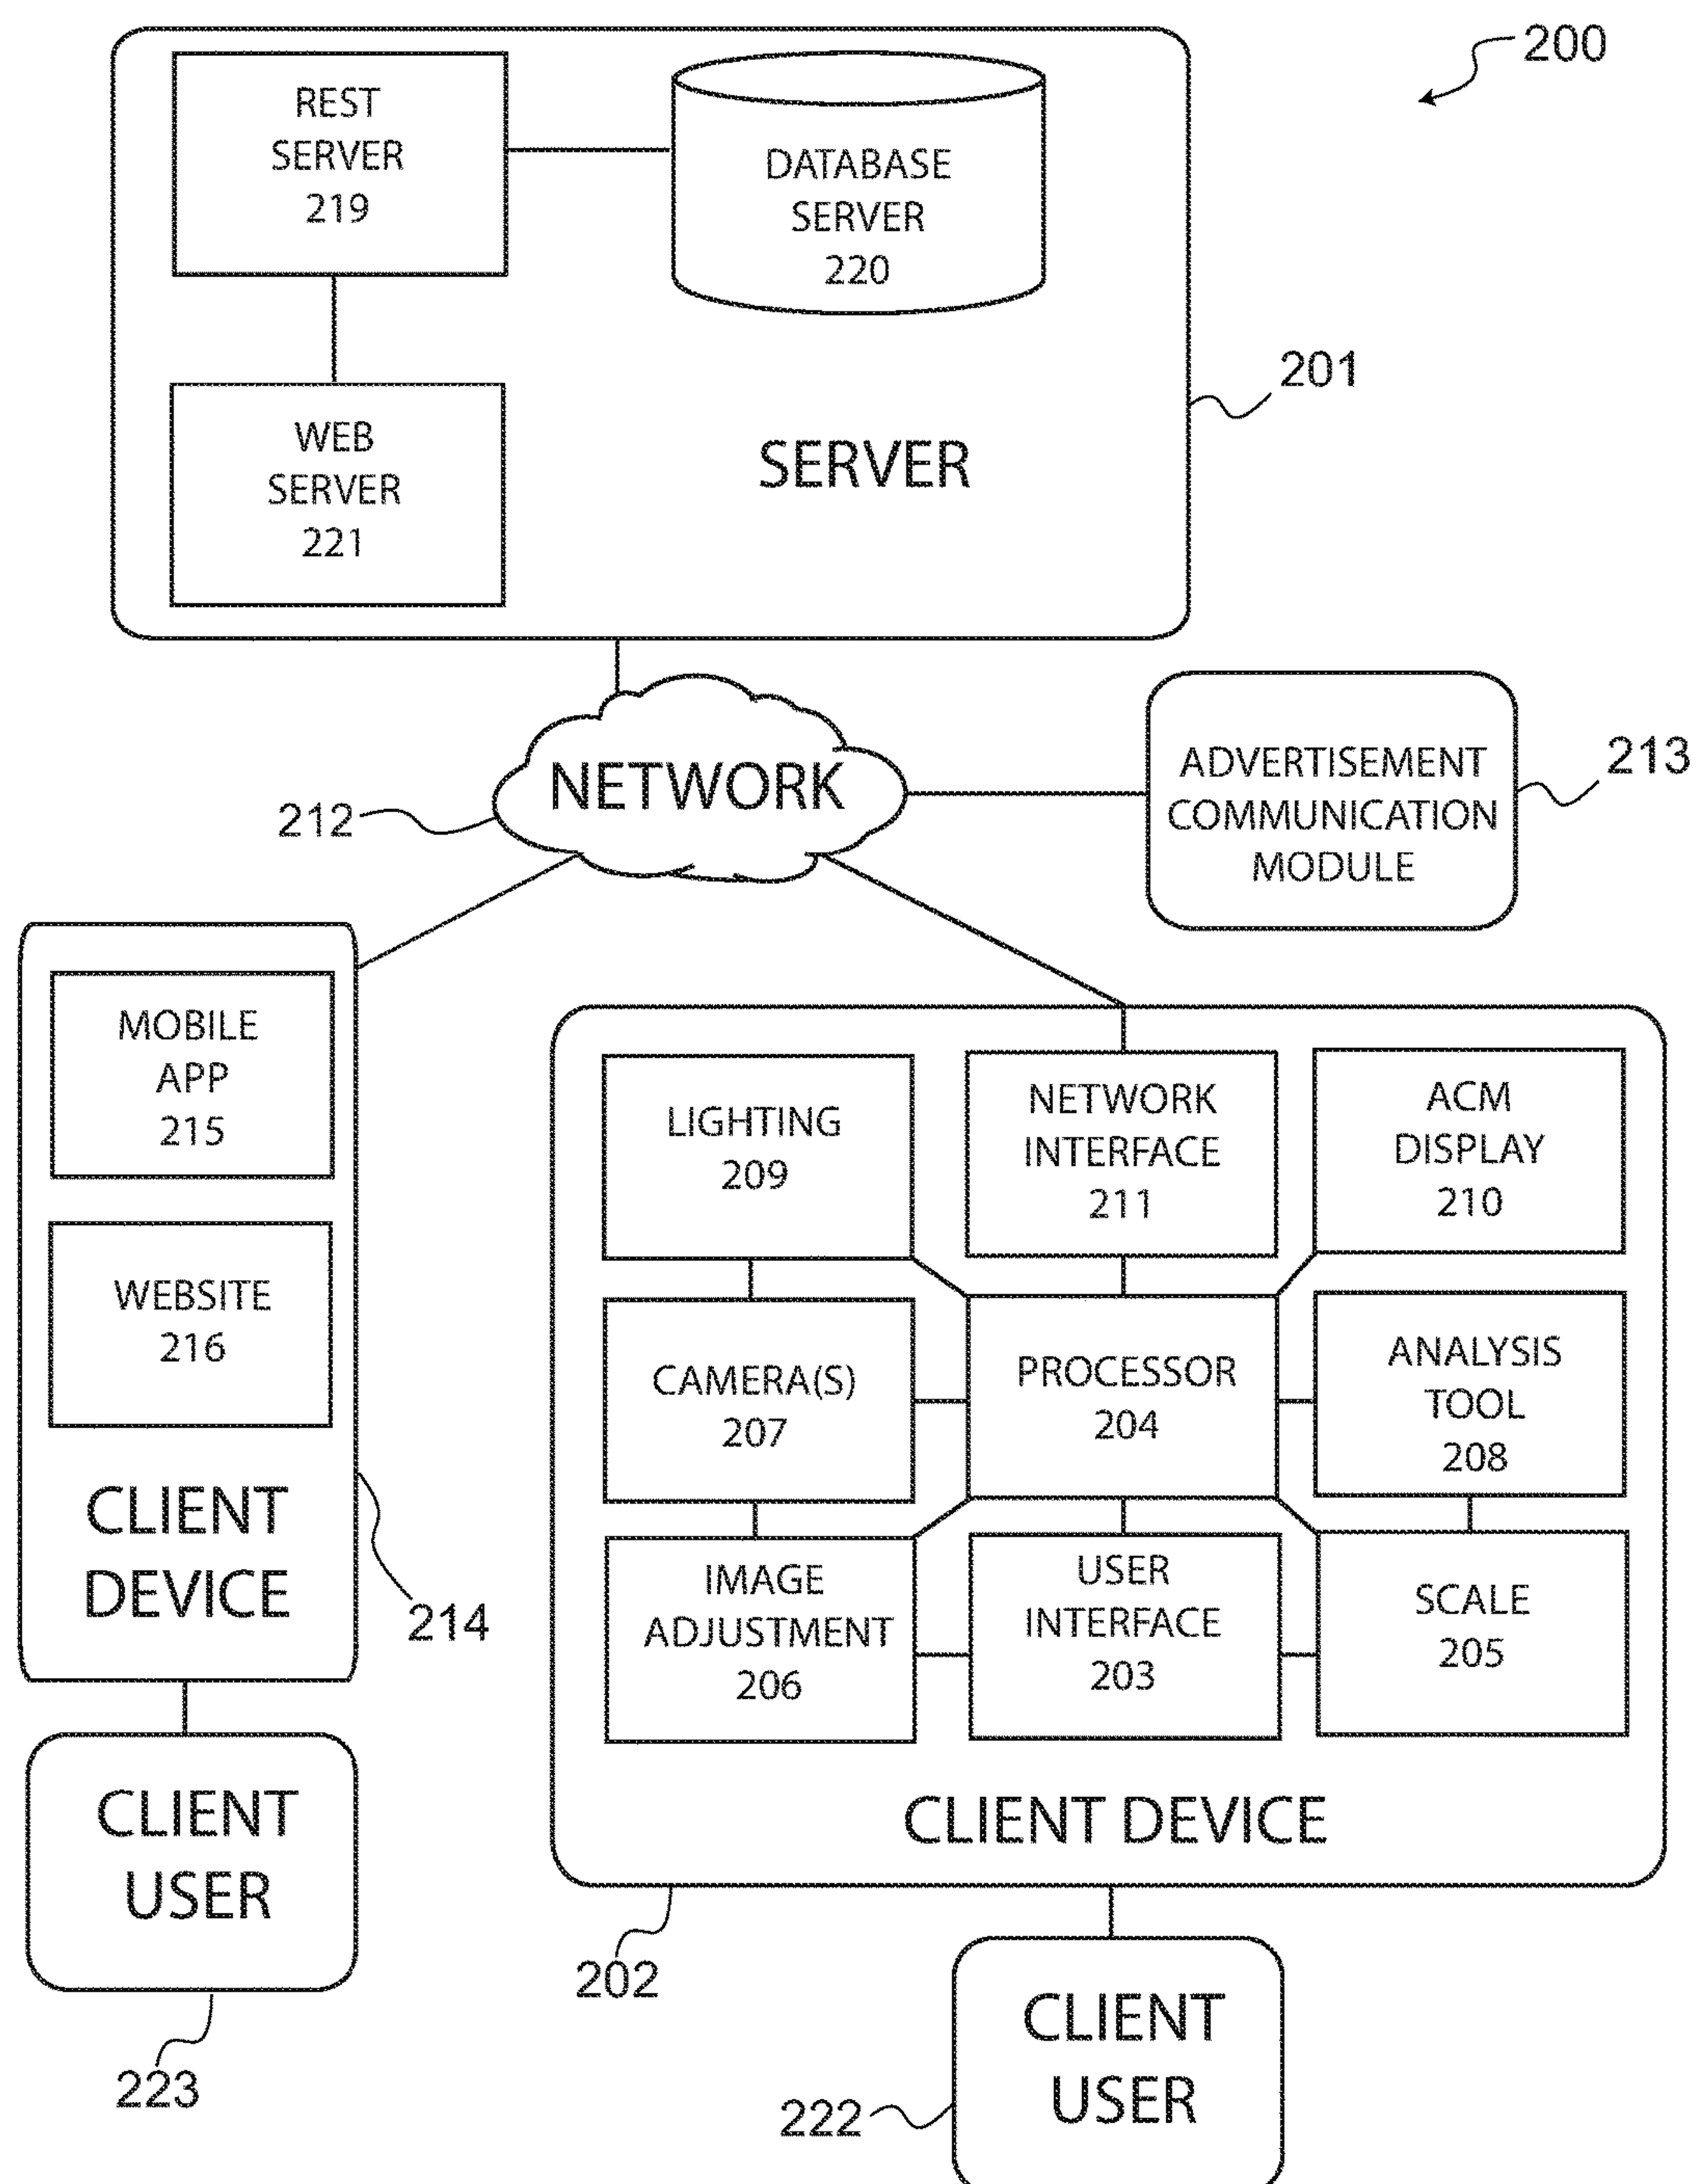 200
REST
SERVER
219
DATABASE
SERVER
220
201
WEB
SERVER
221
SERVER
NETWORK
212
ADVERTISEMENT
COMMUNICATION
MODULE
213
MOBILE
APP
215
WEBSITE
216
CLIENT
DEVICE
214
LIGHTING
209
NETWORK
INTERFACE
211
ACM
DISPLAY
210
CAMERA(S)
207
PROCESSOR
204
ANALYSIS
TOOL
208
IMAGE
ADJUSTMENT
206
USER
INTERFACE
203
SCALE
205
CLIENT DEVICE
202
CLIENT
USER
223
CLIENT
USER
222